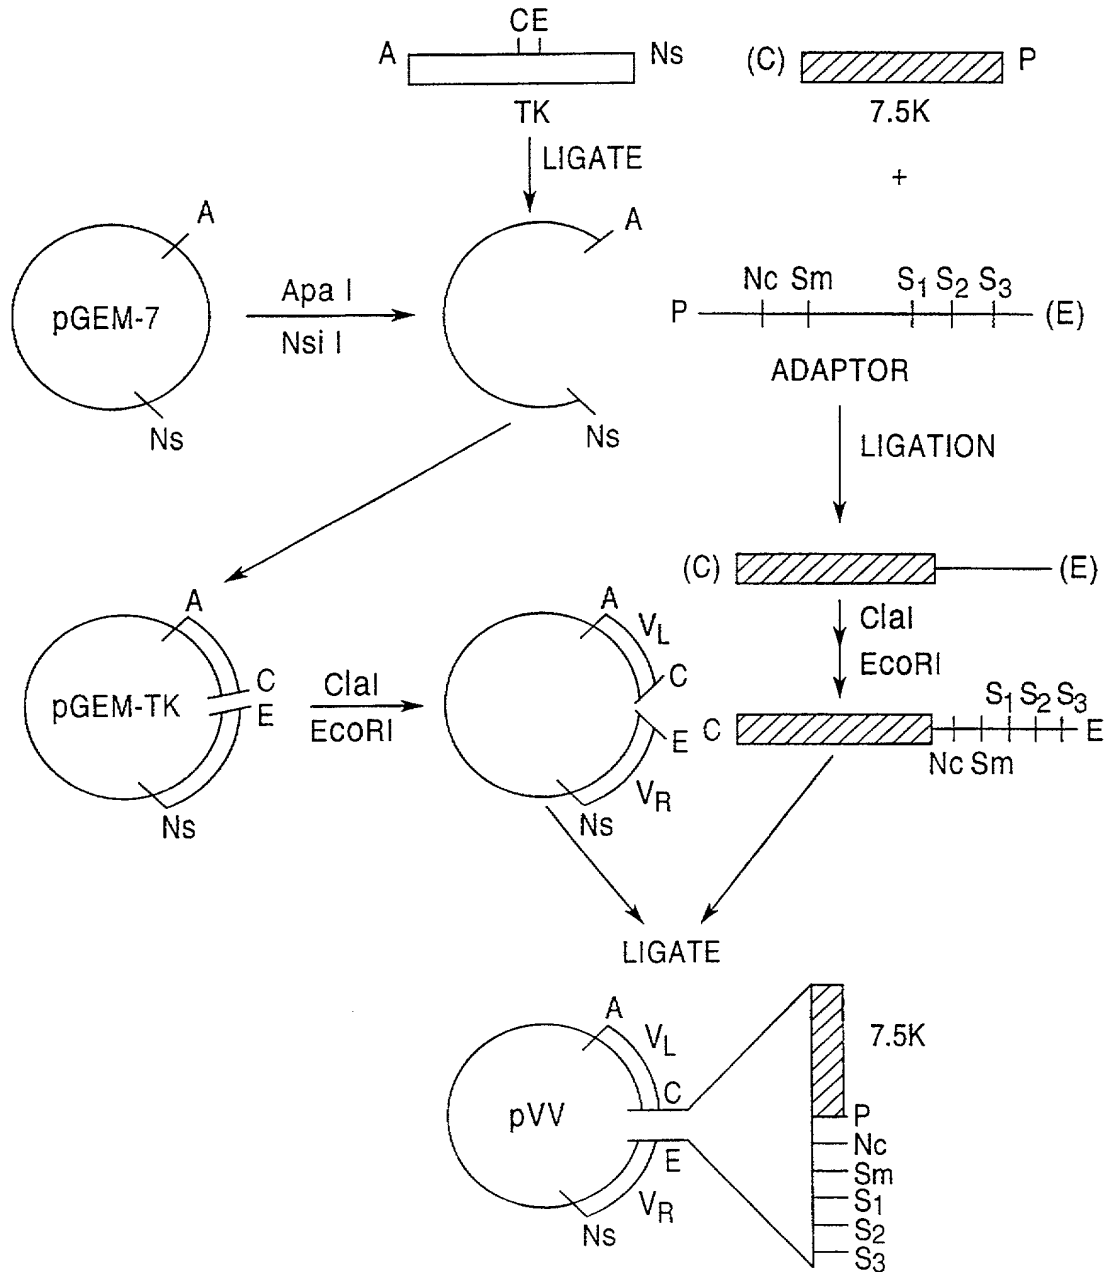 CE
A
Ns
(C)
P
TK
7.5K
LIGATE
+
A
A
pGEM-7
Apa I
Nsi I
Ns
Ns
Nc Sm S1 S2 S3
P
(E)
ADAPTOR
LIGATION
(C)
(E)
ClaI
EcoRI
A
pGEM-TK
C
E
Ns
ClaI
EcoRI
A
VL
C
E
VR
Ns
S1 S2 S3
C
E
Nc Sm
LIGATE
A
VL
C
pVV
E
VR
Ns
7.5K
P
Nc
Sm
S1
S2
S3